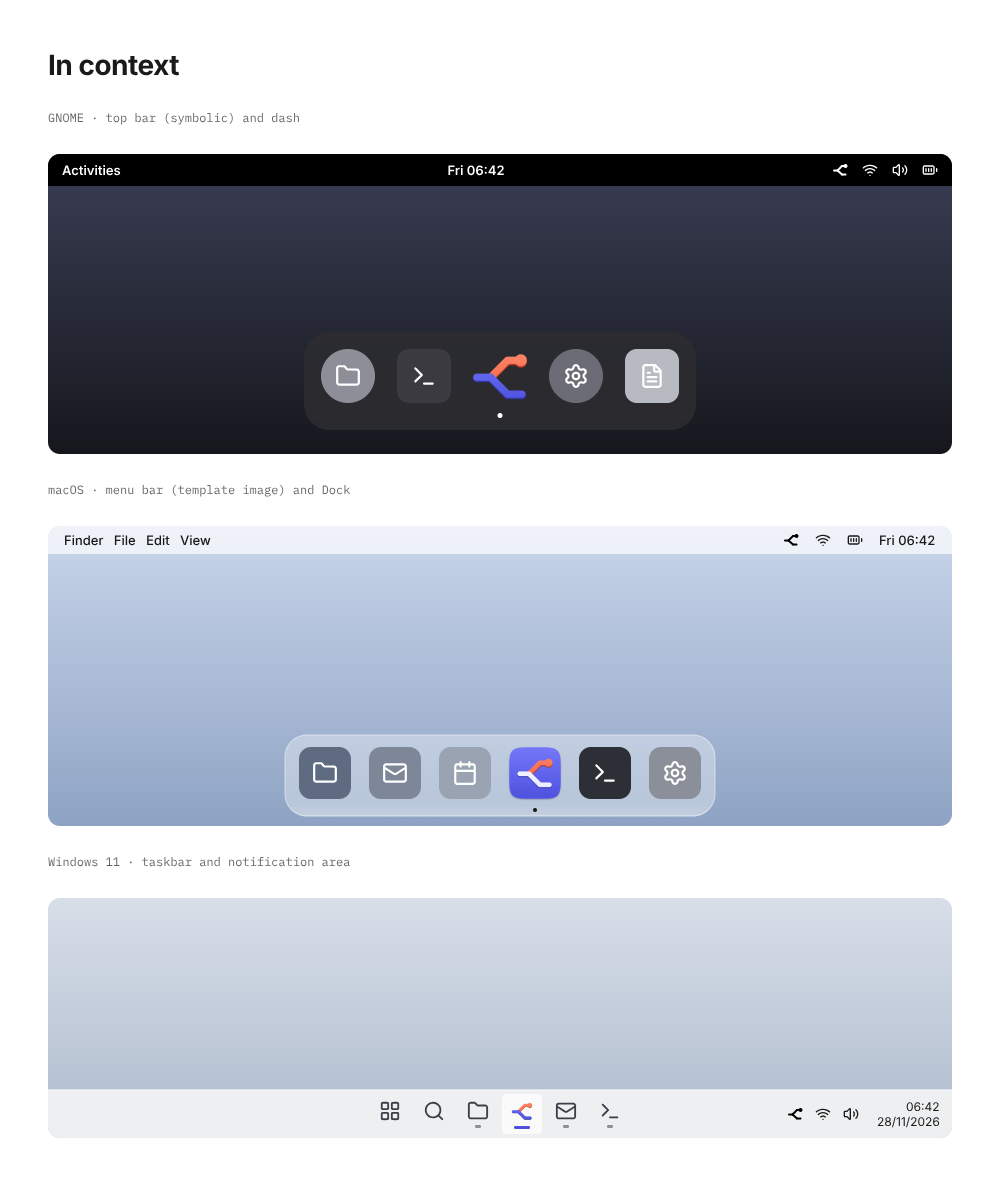 In context
GNOME · top bar (symbolic) and dash
Activities
Fri 06:42
macOS · menu bar (template image) and Dock
Finder File Edit View
Fri 06:42
Windows 11 · taskbar and notification area
06:42
28/11/2026